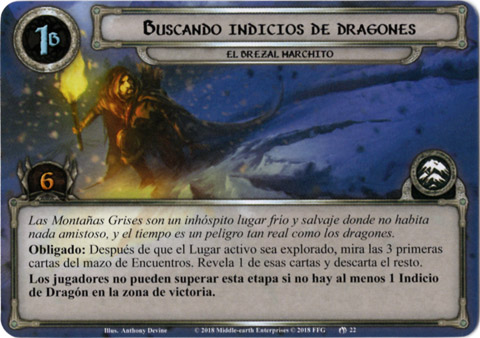 1B
BUSCANDO INDICIOS DE DRAGONES
EL BREZAL MARCHITO
6
Las Montañas Grises son un inhóspito lugar frío y salvaje donde no habita
nada amistoso, y el tiempo es un peligro tan real como los dragones.
Obligado: Después de que el Lugar activo sea explorado, mira las 3 primeras
cartas del mazo de Encuentros. Revela 1 de esas cartas y descarta el resto.
Los jugadores no pueden superar esta etapa si no hay al menos 1 Indicio
de Dragón en la zona de victoria.
Illus. Anthony Devine © 2018 Middle-earth Enterprises © 2018 FFG 22